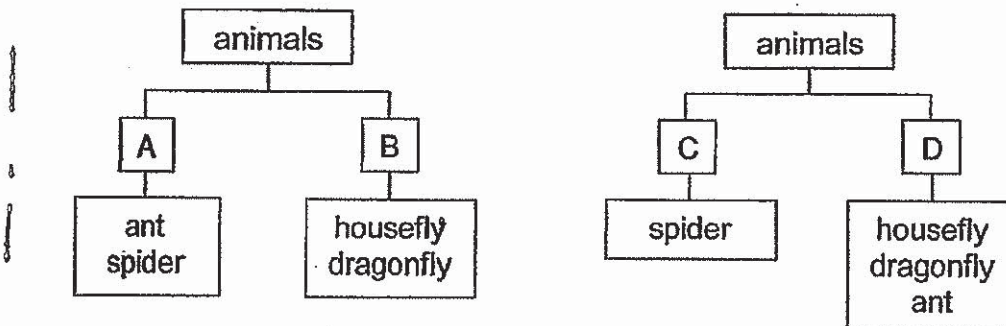 animals
A
B
ant
spider
housefly
dragonfly
animals
C
D
spider
housefly
dragonfly
ant